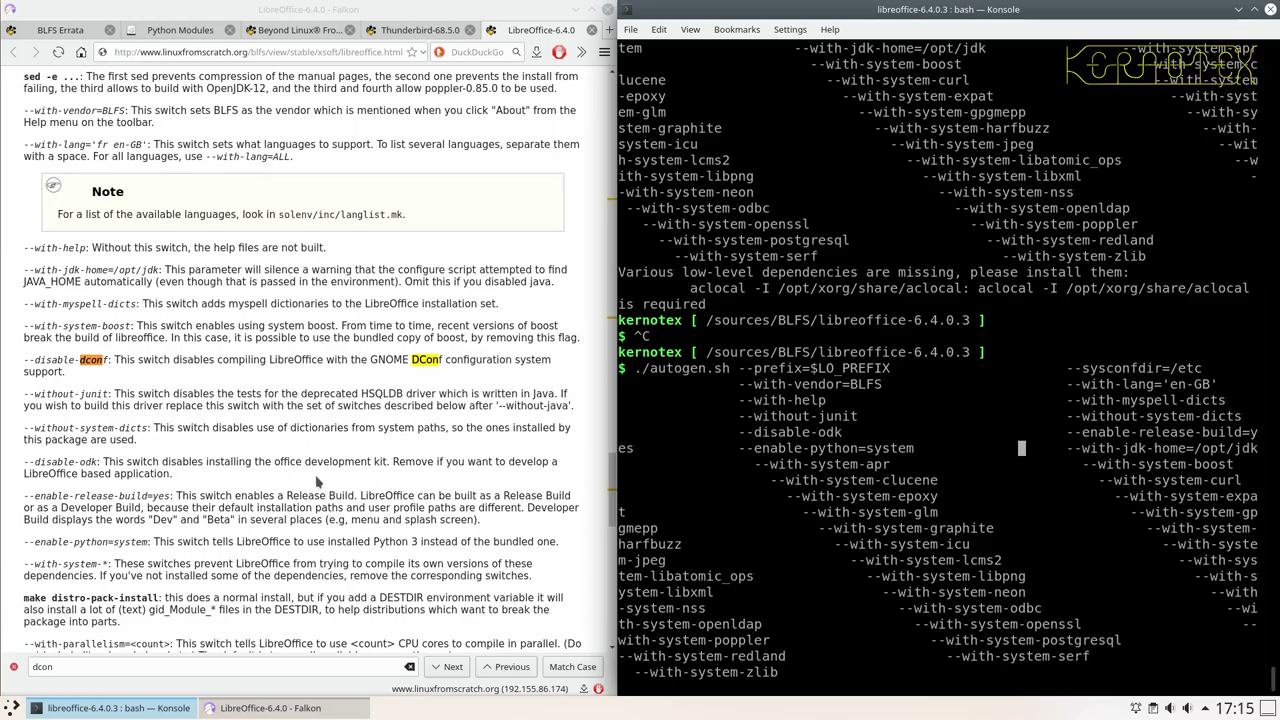 LibreOffice-6.4.0 — Falkon
BLFS Errata
Python Modules
Beyond Linux® Fro
Thunderbird-68.5.0
LibreOffice-6.4.0
http://www.linuxfromscratch.org/blfs/view/stable/xsoft/libreoffice.html
DuckDuckGo
sed -e ...: The first sed prevents compression of the manual pages, the second one prevents the install from
failing, the third allows to build with OpenJDK-12, and the third and fourth allow poppler-0.85.0 to be used.
--with-vendor=BLFS: This switch sets BLFS as the vendor which is mentioned when you click "About" from the
Help menu on the toolbar.
--with-lang='fr en-GB': This switch sets what languages to support. To list several languages, separate them
with a space. For all languages, use --with-lang=ALL.
Note
For a list of the available languages, look in solenv/inc/langlist.mk.
--with-help: Without this switch, the help files are not built.
--with-jdk-home=/opt/jdk: This parameter will silence a warning that the configure script attempted to find
JAVA_HOME automatically (even though that is passed in the environment). Omit this if you disabled java.
--with-myspell-dicts: This switch adds myspell dictionaries to the LibreOffice installation set.
--with-system-boost: This switch enables using system boost. From time to time, recent versions of boost
break the build of libreoffice. In this case, it is possible to use the bundled copy of boost, by removing this flag.
--disable-dconf: This switch disables compiling LibreOffice with the GNOME DConf configuration system
support.
--without-junit: This switch disables the tests for the deprecated HSQLDB driver which is written in Java. If
you wish to build this driver replace this switch with the set of switches described below after '--without-java'.
--without-system-dicts: This switch disables use of dictionaries from system paths, so the ones installed by
this package are used.
--disable-odk: This switch disables installing the office development kit. Remove if you want to develop a
LibreOffice based application.
--enable-release-build=yes: This switch enables a Release Build. LibreOffice can be built as a Release Build
or as a Developer Build, because their default installation paths and user profile paths are different. Developer
Build displays the words "Dev" and "Beta" in several places (e.g, menu and splash screen).
--enable-python=system: This switch tells LibreOffice to use installed Python 3 instead of the bundled one.
--with-system-*: These switches prevent LibreOffice from trying to compile its own versions of these
dependencies. If you've not installed some of the dependencies, remove the corresponding switches.
make distro-pack-install: this does a normal install, but if you add a DESTDIR environment variable it will
also install a lot of (text) gid_Module_* files in the DESTDIR, to help distributions which want to break the
package into parts.
--with-parallelism=<count>: This switch tells LibreOffice to use <count> CPU cores to compile in parallel. (Do
dcon
Next
Previous
Match Case
www.linuxfromscratch.org (192.155.86.174)
libreoffice-6.4.0.3 : bash — Konsole
File Edit View Bookmarks Settings Help
tem --with-jdk-home=/opt/jdk --with-system-apr
--with-system-boost --with-system-c
lucene --with-system-curl
-epoxy --with-system-expat --with-syst
em-glm --with-system-gpgmepp --with-sy
stem-graphite --with-system-harfbuzz
system-icu --with-system-jpeg --wit
h-system-lcms2 --with-system-libatomic_ops --w
ith-system-libpng --with-system-libxml -
-with-system-neon --with-system-nss
--with-system-odbc --with-system-openldap
--with-system-openssl --with-system-poppler
--with-system-postgresql --with-system-redland
--with-system-serf --with-system-zlib
Various low-level dependencies are missing, please install them:
aclocal -I /opt/xorg/share/aclocal: aclocal -I /opt/xorg/share/aclocal
is required
kernotex [ /sources/BLFS/libreoffice-6.4.0.3 ]
$ ^C
kernotex [ /sources/BLFS/libreoffice-6.4.0.3 ]
$ ./autogen.sh --prefix=$LO_PREFIX --sysconfdir=/etc
--with-vendor=BLFS --with-lang='en-GB'
--with-help --with-myspell-dicts
--without-junit --without-system-dicts
--disable-odk --enable-release-build=y
es --enable-python=system --with-jdk-home=/opt/jdk
--with-system-apr --with-system-boost
--with-system-clucene --with-system-curl
--with-system-epoxy --with-system-expa
t --with-system-glm --with-system-gp
gmepp --with-system-graphite --with-system-
harfbuzz --with-system-icu --with-syste
m-jpeg --with-system-lcms2 --with-sys
tem-libatomic_ops --with-system-libpng --with-s
ystem-libxml --with-system-neon --with
-system-nss --with-system-odbc --wi
th-system-openldap --with-system-openssl --
with-system-poppler --with-system-postgresql
--with-system-redland --with-system-serf
--with-system-zlib
libreoffice-6.4.0.3 : bash — Konsole
LibreOffice-6.4.0 - Falkon
17:15